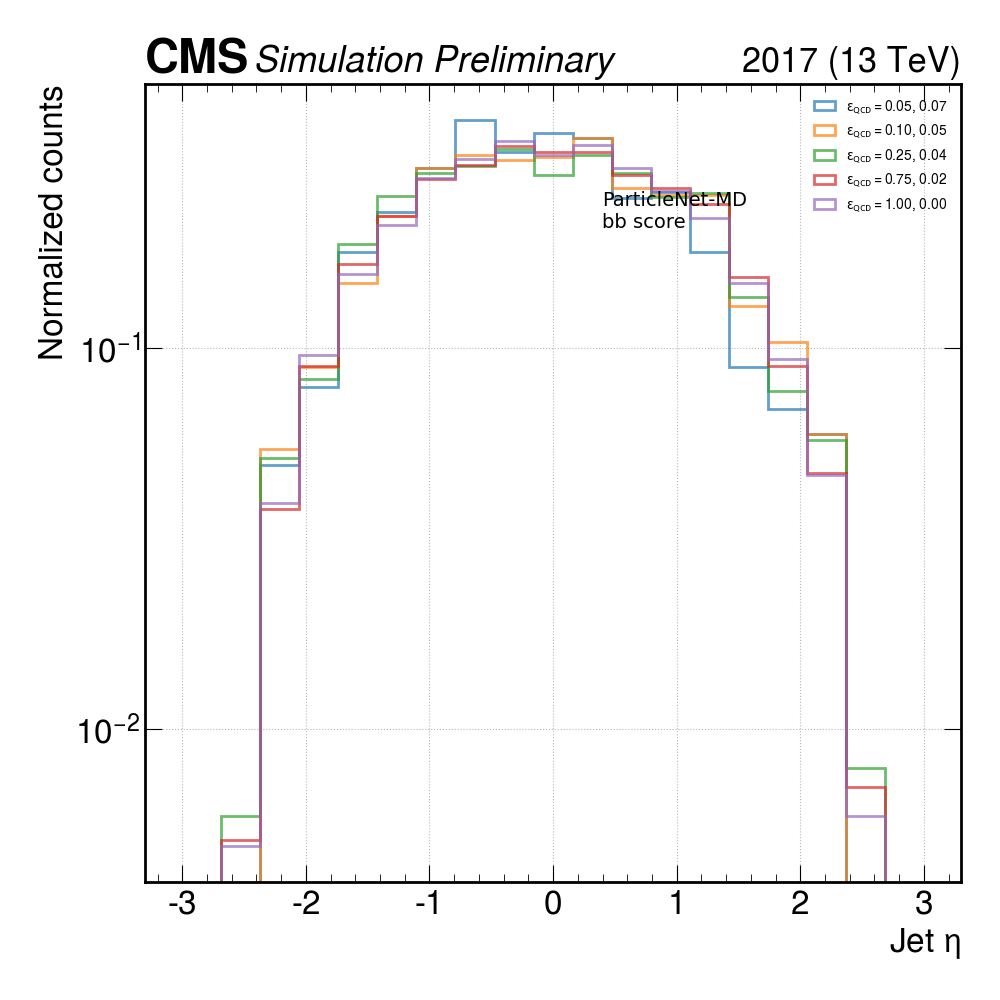 CMS Simulation Preliminary 2017 (13 TeV)
Normalized counts
ε_QCD = 0.05, 0.07
ε_QCD = 0.10, 0.05
ε_QCD = 0.25, 0.04
ε_QCD = 0.75, 0.02
ε_QCD = 1.00, 0.00
ParticleNet-MD
bb score
10⁻¹
10⁻²
-3 -2 -1 0 1 2 3
Jet η